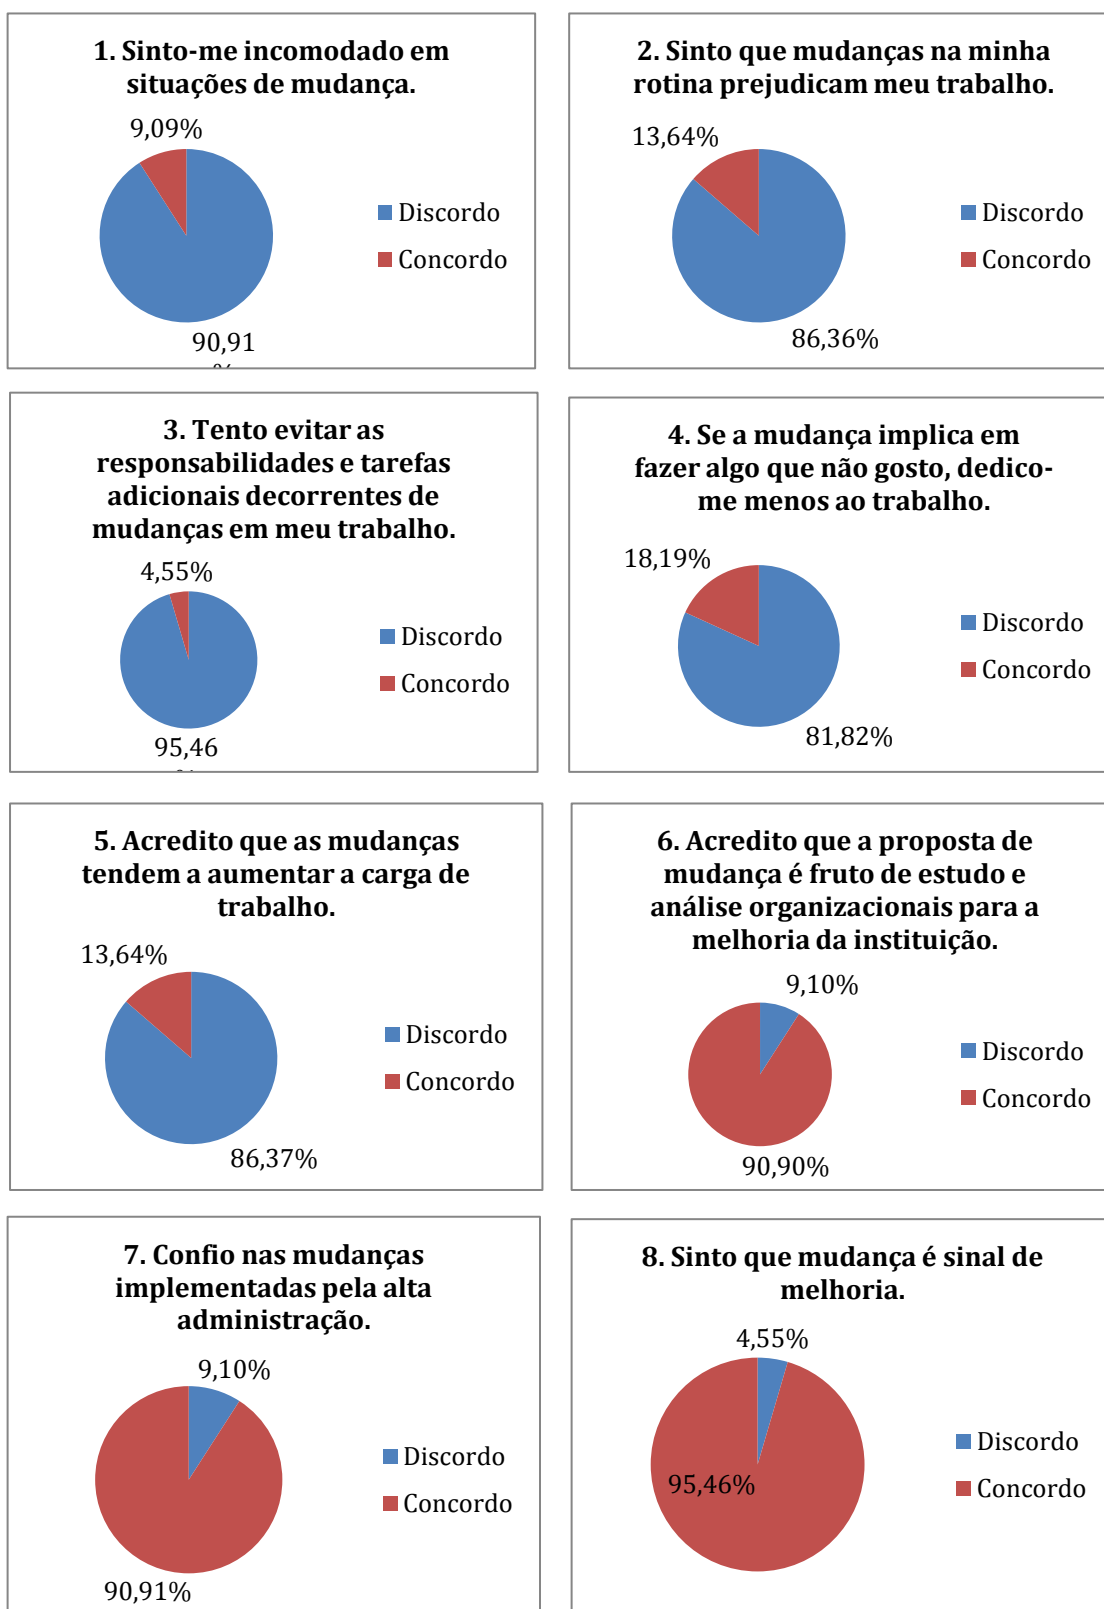 1. Sinto-me incomodado em
situações de mudança.
9,09%
Discordo
Concordo
90,91
%
2. Sinto que mudanças na minha
rotina prejudicam meu trabalho.
13,64%
Discordo
Concordo
86,36%
3. Tento evitar as
responsabilidades e tarefas
adicionais decorrentes de
mudanças em meu trabalho.
4,55%
Discordo
Concordo
95,46
%
4. Se a mudança implica em
fazer algo que não gosto, dedico-
me menos ao trabalho.
18,19%
Discordo
Concordo
81,82%
5. Acredito que as mudanças
tendem a aumentar a carga de
trabalho.
13,64%
Discordo
Concordo
86,37%
6. Acredito que a proposta de
mudança é fruto de estudo e
análise organizacionais para a
melhoria da instituição.
9,10%
Discordo
Concordo
90,90%
7. Confio nas mudanças
implementadas pela alta
administração.
9,10%
Discordo
Concordo
90,91%
8. Sinto que mudança é sinal de
melhoria.
4,55%
Discordo
95,46%
Concordo